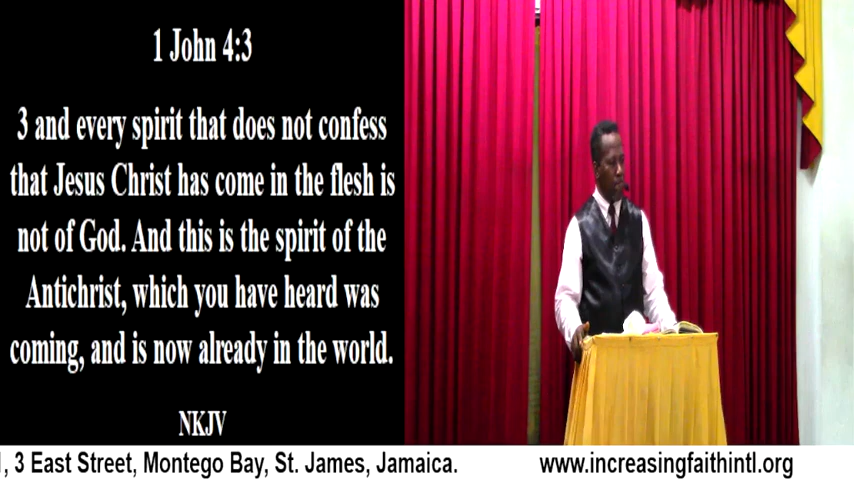 1 John 4:3
3 and every spirit that does not confess
that Jesus Christ has come in the flesh is
not of God. And this is the spirit of the
Antichrist, which you have heard was
coming, and is now already in the world.
NKJV
, 3 East Street, Montego Bay, St. James, Jamaica. www.increasingfaithintl.org